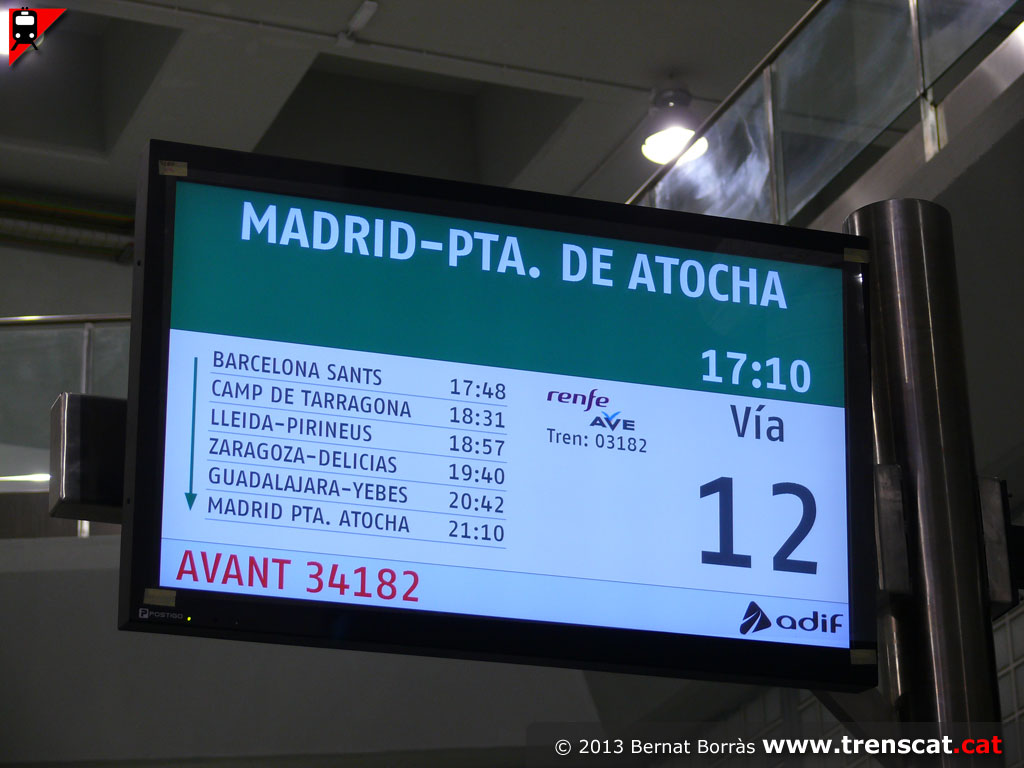 MADRID-PTA. DE ATOCHA
17:10
BARCELONA SANTS 17:48
CAMP DE TARRAGONA 18:31
LLEIDA-PIRINEUS 18:57
ZARAGOZA-DELICIAS 19:40
GUADALAJARA-YEBES 20:42
MADRID PTA. ATOCHA 21:10
renfe
AVE
Tren: 03182
Vía
12
AVANT 34182
adif
POSTIGO
© 2013 Bernat Borràs www.trenscat.cat